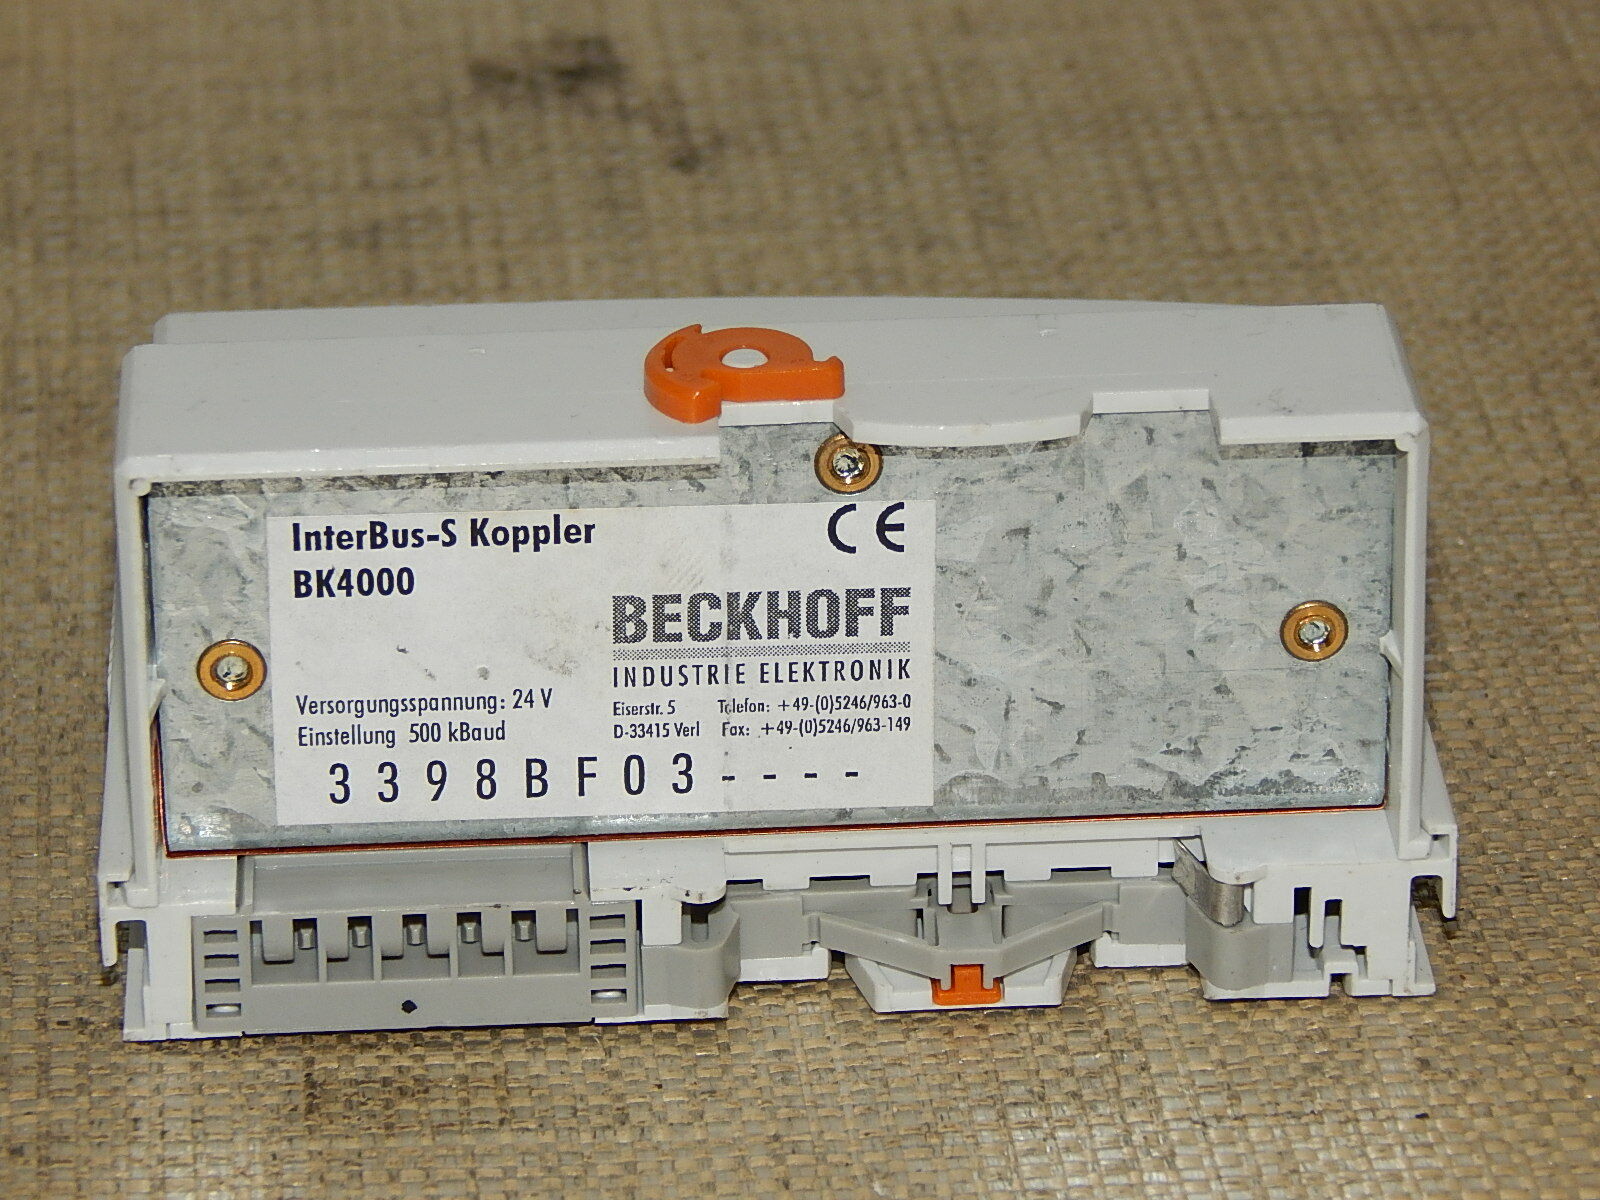 InterBus-S Koppler
CE
BK4000
BECKHOFF
INDUSTRIE ELEKTRONIK
Versorgungsspannung: 24 V
Einstellung 500 kBaud
Eiserstr. 5 Telefon: +49-(0)5246/963-0
D-33415 Verl Fax: +49-(0)5246/963-149
3398BF03----